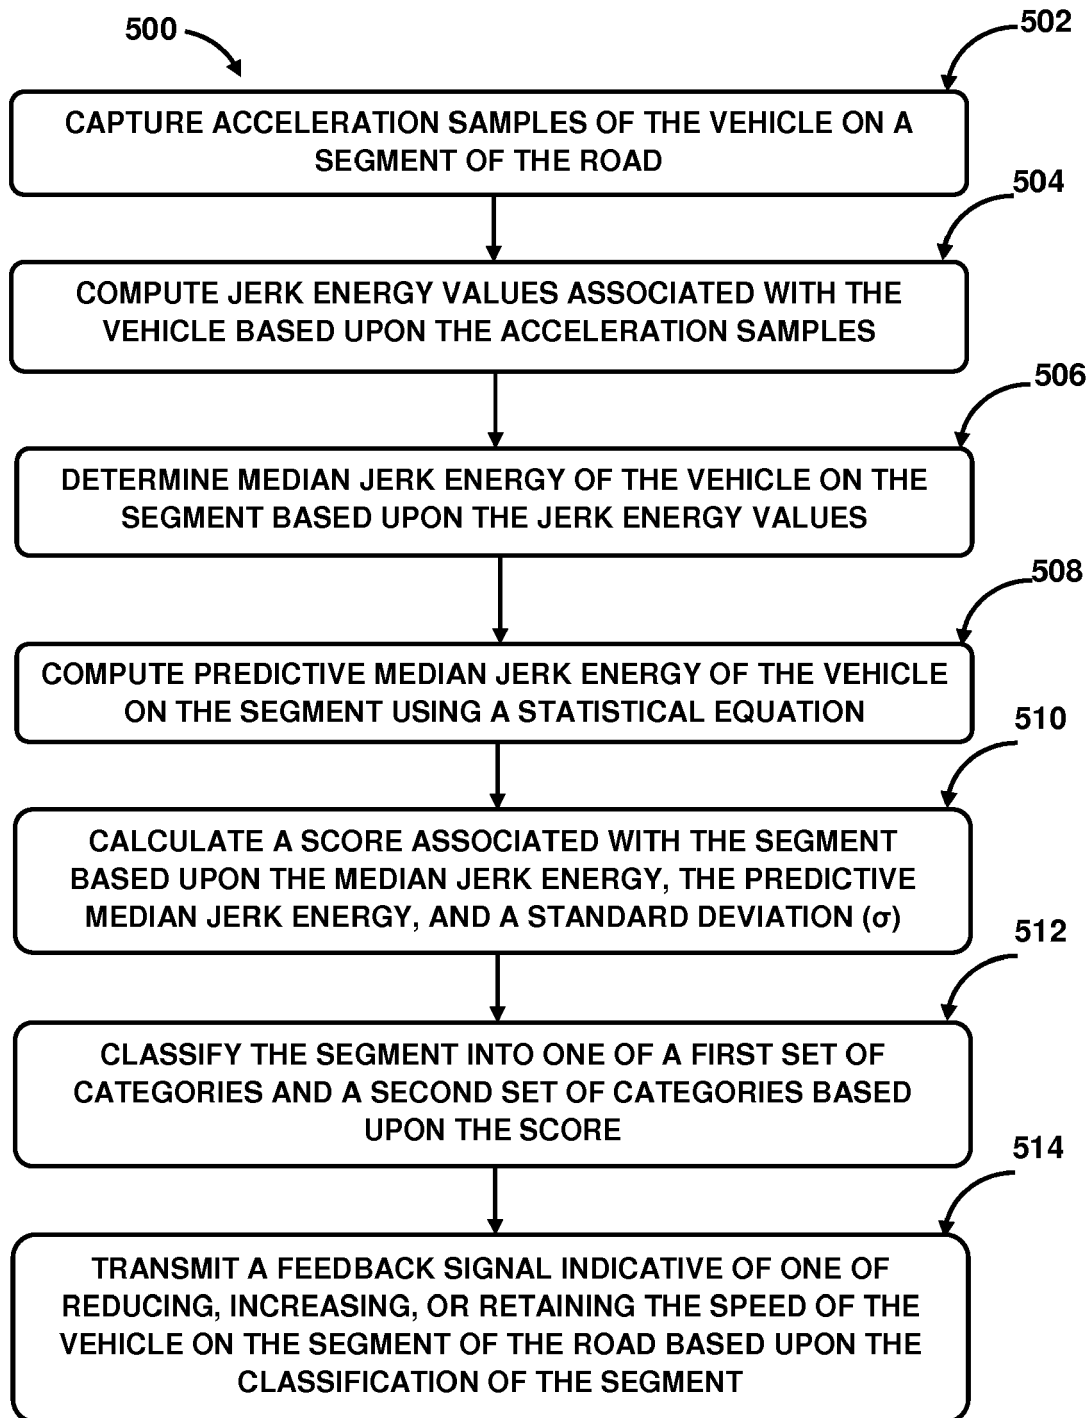 500
502
CAPTURE ACCELERATION SAMPLES OF THE VEHICLE ON A
SEGMENT OF THE ROAD
504
COMPUTE JERK ENERGY VALUES ASSOCIATED WITH THE
VEHICLE BASED UPON THE ACCELERATION SAMPLES
506
DETERMINE MEDIAN JERK ENERGY OF THE VEHICLE ON THE
SEGMENT BASED UPON THE JERK ENERGY VALUES
508
COMPUTE PREDICTIVE MEDIAN JERK ENERGY OF THE VEHICLE
ON THE SEGMENT USING A STATISTICAL EQUATION
510
CALCULATE A SCORE ASSOCIATED WITH THE SEGMENT
BASED UPON THE MEDIAN JERK ENERGY, THE PREDICTIVE
MEDIAN JERK ENERGY, AND A STANDARD DEVIATION (σ)
512
CLASSIFY THE SEGMENT INTO ONE OF A FIRST SET OF
CATEGORIES AND A SECOND SET OF CATEGORIES BASED
UPON THE SCORE
514
TRANSMIT A FEEDBACK SIGNAL INDICATIVE OF ONE OF
REDUCING, INCREASING, OR RETAINING THE SPEED OF THE
VEHICLE ON THE SEGMENT OF THE ROAD BASED UPON THE
CLASSIFICATION OF THE SEGMENT